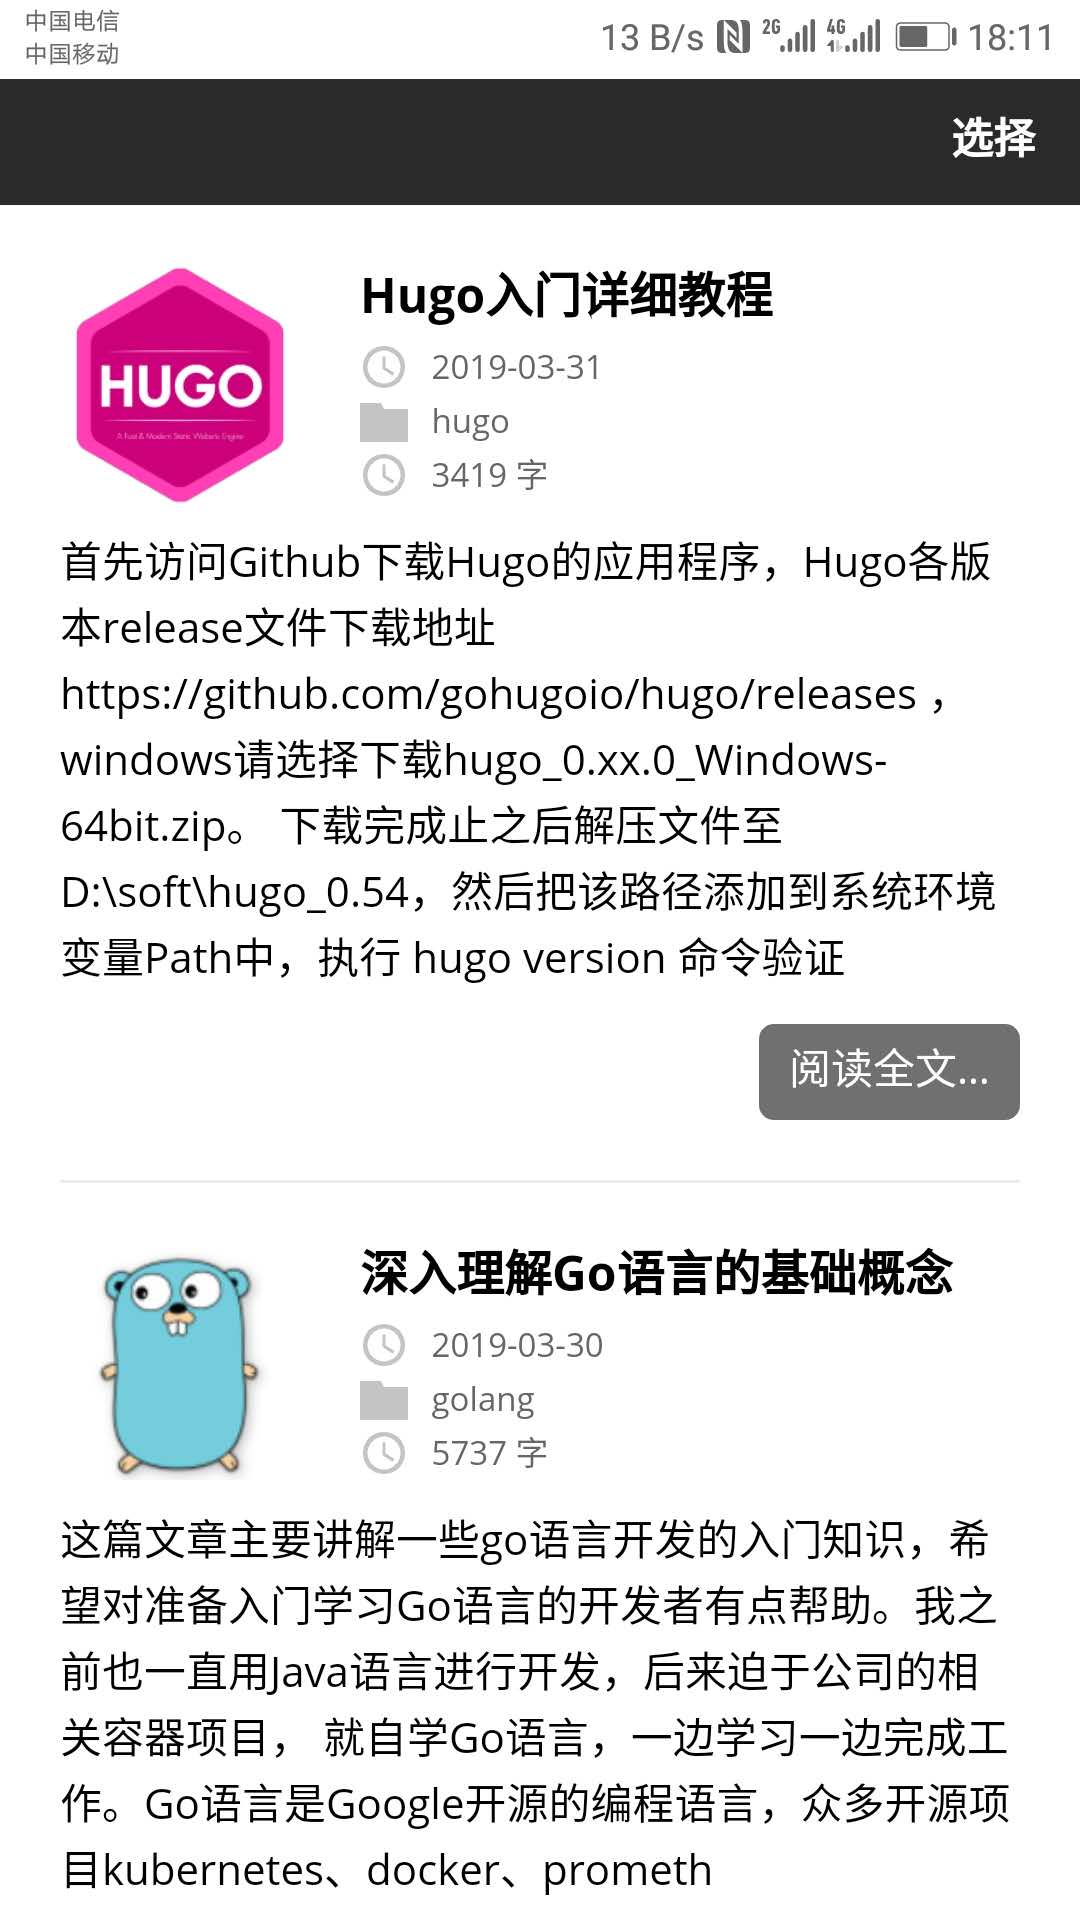 中国电信
中国移动
13 B/s 2G 4G 18:11
选择
HUGO
A Fast & Modern Static Website Engine
Hugo入门详细教程
2019-03-31
hugo
3419 字
首先访问Github下载Hugo的应用程序，Hugo各版
本release文件下载地址
https://github.com/gohugoio/hugo/releases ，
windows请选择下载hugo_0.xx.0_Windows-
64bit.zip。 下载完成止之后解压文件至
D:\soft\hugo_0.54，然后把该路径添加到系统环境
变量Path中，执行 hugo version 命令验证
阅读全文...
深入理解Go语言的基础概念
2019-03-30
golang
5737 字
这篇文章主要讲解一些go语言开发的入门知识，希
望对准备入门学习Go语言的开发者有点帮助。我之
前也一直用Java语言进行开发，后来迫于公司的相
关容器项目， 就自学Go语言，一边学习一边完成工
作。Go语言是Google开源的编程语言，众多开源项
目kubernetes、docker、prometh